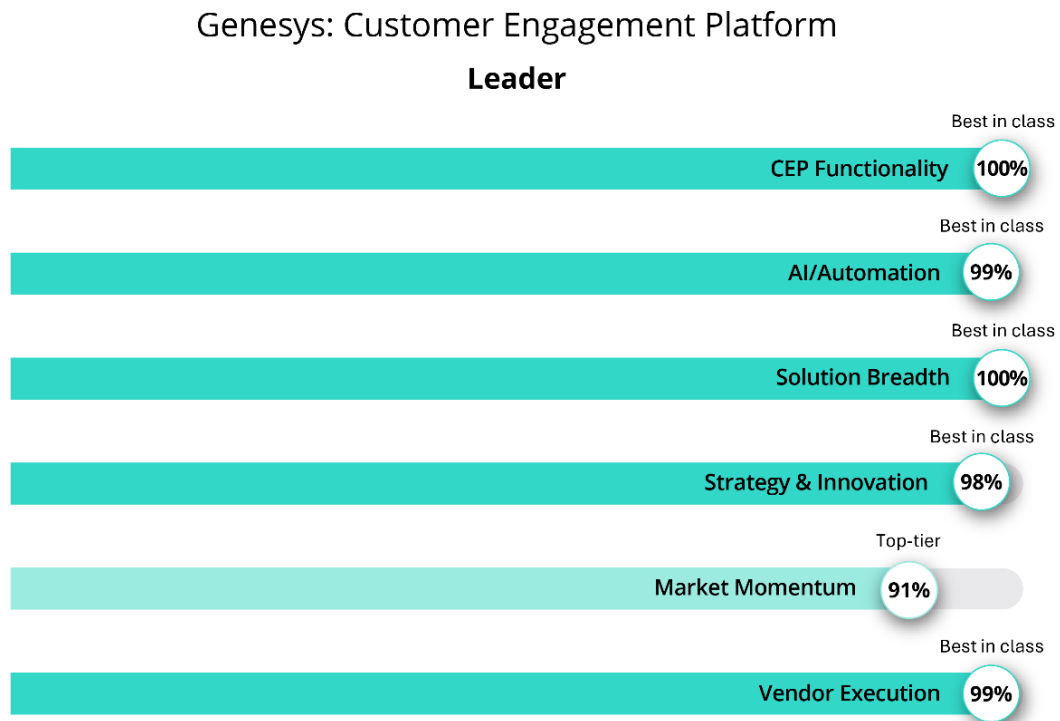 Genesys: Customer Engagement Platform
Leader
Best in class
CEP Functionality 100%
Best in class
AI/Automation 99%
Best in class
Solution Breadth 100%
Best in class
Strategy & Innovation 98%
Top-tier
Market Momentum 91%
Best in class
Vendor Execution 99%